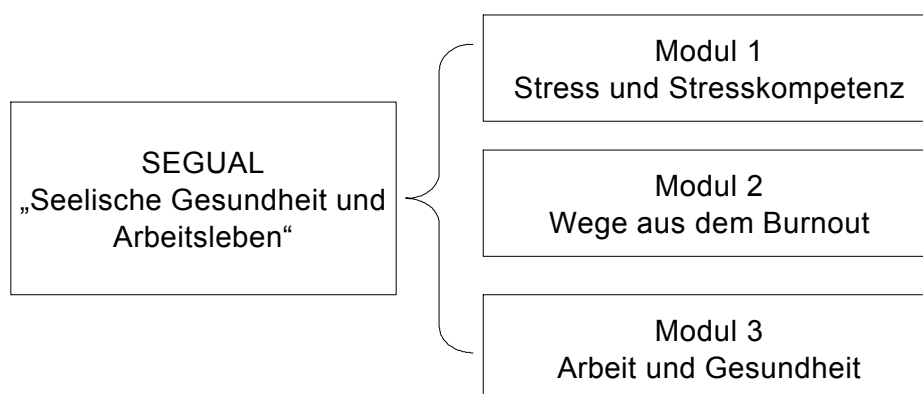 SEGUAL
„Seelische Gesundheit und
Arbeitsleben“
Modul 1
Stress und Stresskompetenz
Modul 2
Wege aus dem Burnout
Modul 3
Arbeit und Gesundheit